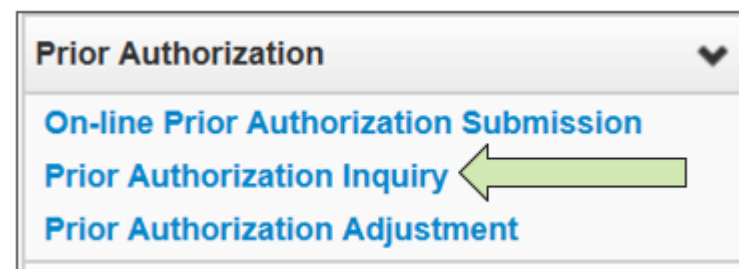 Prior Authorization
On-line Prior Authorization Submission
Prior Authorization Inquiry
Prior Authorization Adjustment